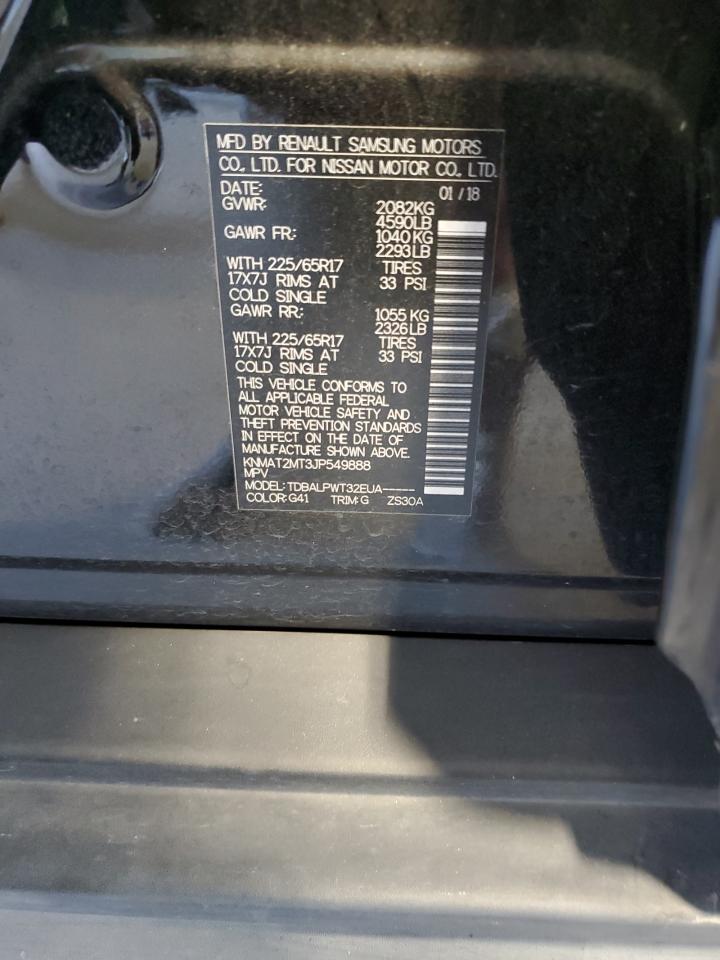 MFD BY RENAULT SAMSUNG MOTORS
CO., LTD. FOR NISSAN MOTOR CO., LTD.
DATE: 01 / 18
GVWR: 2082KG
4590LB
GAWR FR.: 1040 KG
2293LB
WITH 225/65R17 TIRES
17X7J RIMS AT 33 PSI
COLD SINGLE
GAWR RR.: 1055 KG
2326LB
WITH 225/65R17 TIRES
17X7J RIMS AT 33 PSI
COLD SINGLE
THIS VEHICLE CONFORMS TO
ALL APPLICABLE FEDERAL
MOTOR VEHICLE SAFETY AND
THEFT PREVENTION STANDARDS
IN EFFECT ON THE DATE OF
MANUFACTURE SHOWN ABOVE.
KNMAT2MT3JP549888
MPV
MODEL: TDBALPWT32EUA-----
COLOR: G41 TRIM: G ZS30A